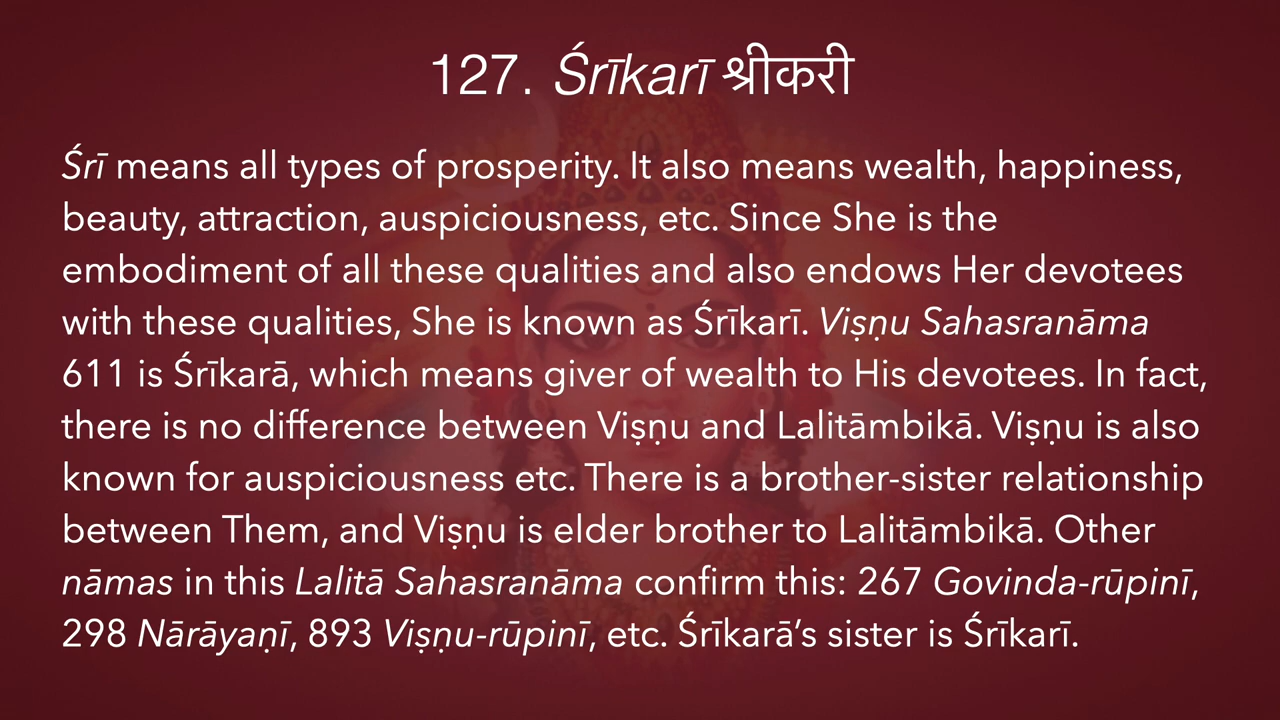 127. Śrīkarī श्रीकरी
Śrī means all types of prosperity. It also means wealth, happiness,
beauty, attraction, auspiciousness, etc. Since She is the
embodiment of all these qualities and also endows Her devotees
with these qualities, She is known as Śrīkarī. Viṣṇu Sahasranāma
611 is Śrīkarā, which means giver of wealth to His devotees. In fact,
there is no difference between Viṣṇu and Lalitāmbikā. Viṣṇu is also
known for auspiciousness etc. There is a brother-sister relationship
between Them, and Viṣṇu is elder brother to Lalitāmbikā. Other
nāmas in this Lalitā Sahasranāma confirm this: 267 Govinda-rūpinī,
298 Nārāyaṇī, 893 Viṣṇu-rūpinī, etc. Śrīkarā’s sister is Śrīkarī.